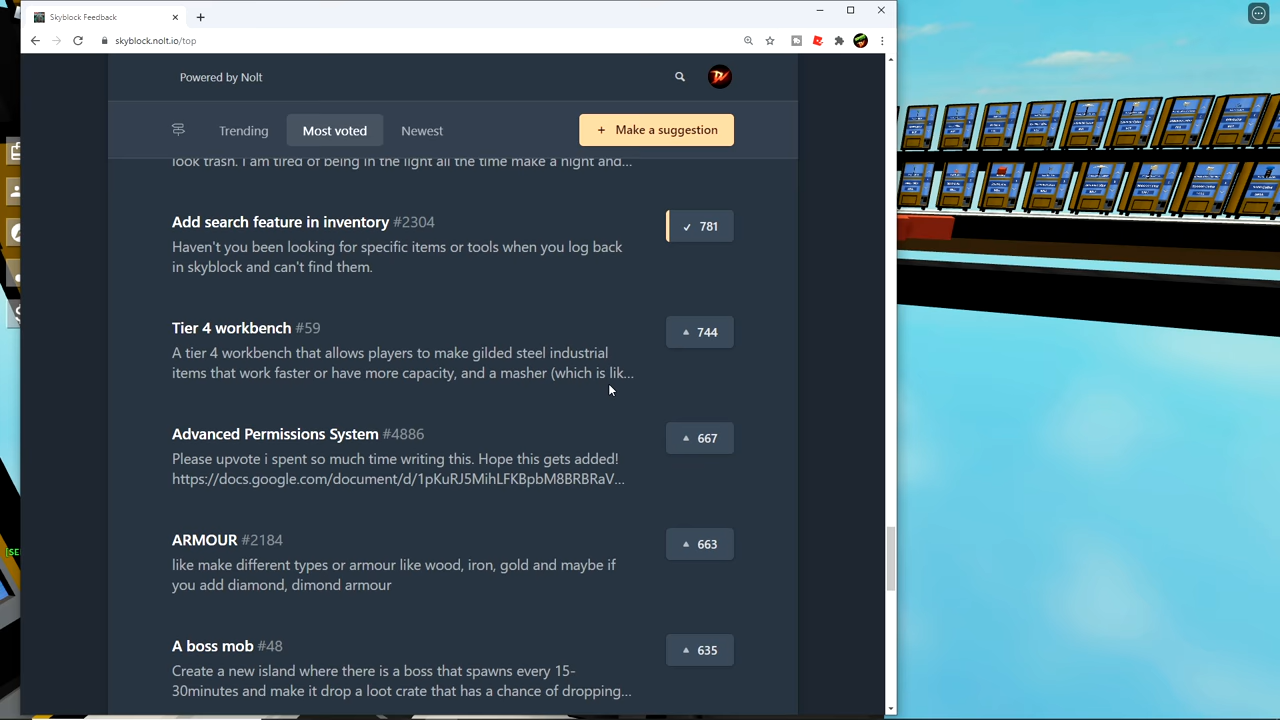 Skyblock Feedback
skyblock.nolt.io/top
Powered by Nolt
Trending
Most voted
Newest
+ Make a suggestion
look trash. I am tired of being in the light all the time make a night and...
Add search feature in inventory #2304
781
Haven't you been looking for specific items or tools when you log back
in skyblock and can't find them.
Tier 4 workbench #59
744
A tier 4 workbench that allows players to make gilded steel industrial
items that work faster or have more capacity, and a masher (which is lik...
Advanced Permissions System #4886
667
Please upvote i spent so much time writing this. Hope this gets added!
https://docs.google.com/document/d/1pKuRJ5MihLFKBpbM8BRBRaV...
ARMOUR #2184
663
like make different types or armour like wood, iron, gold and maybe if
you add diamond, dimond armour
A boss mob #48
635
Create a new island where there is a boss that spawns every 15-
30minutes and make it drop a loot crate that has a chance of dropping...
[SE